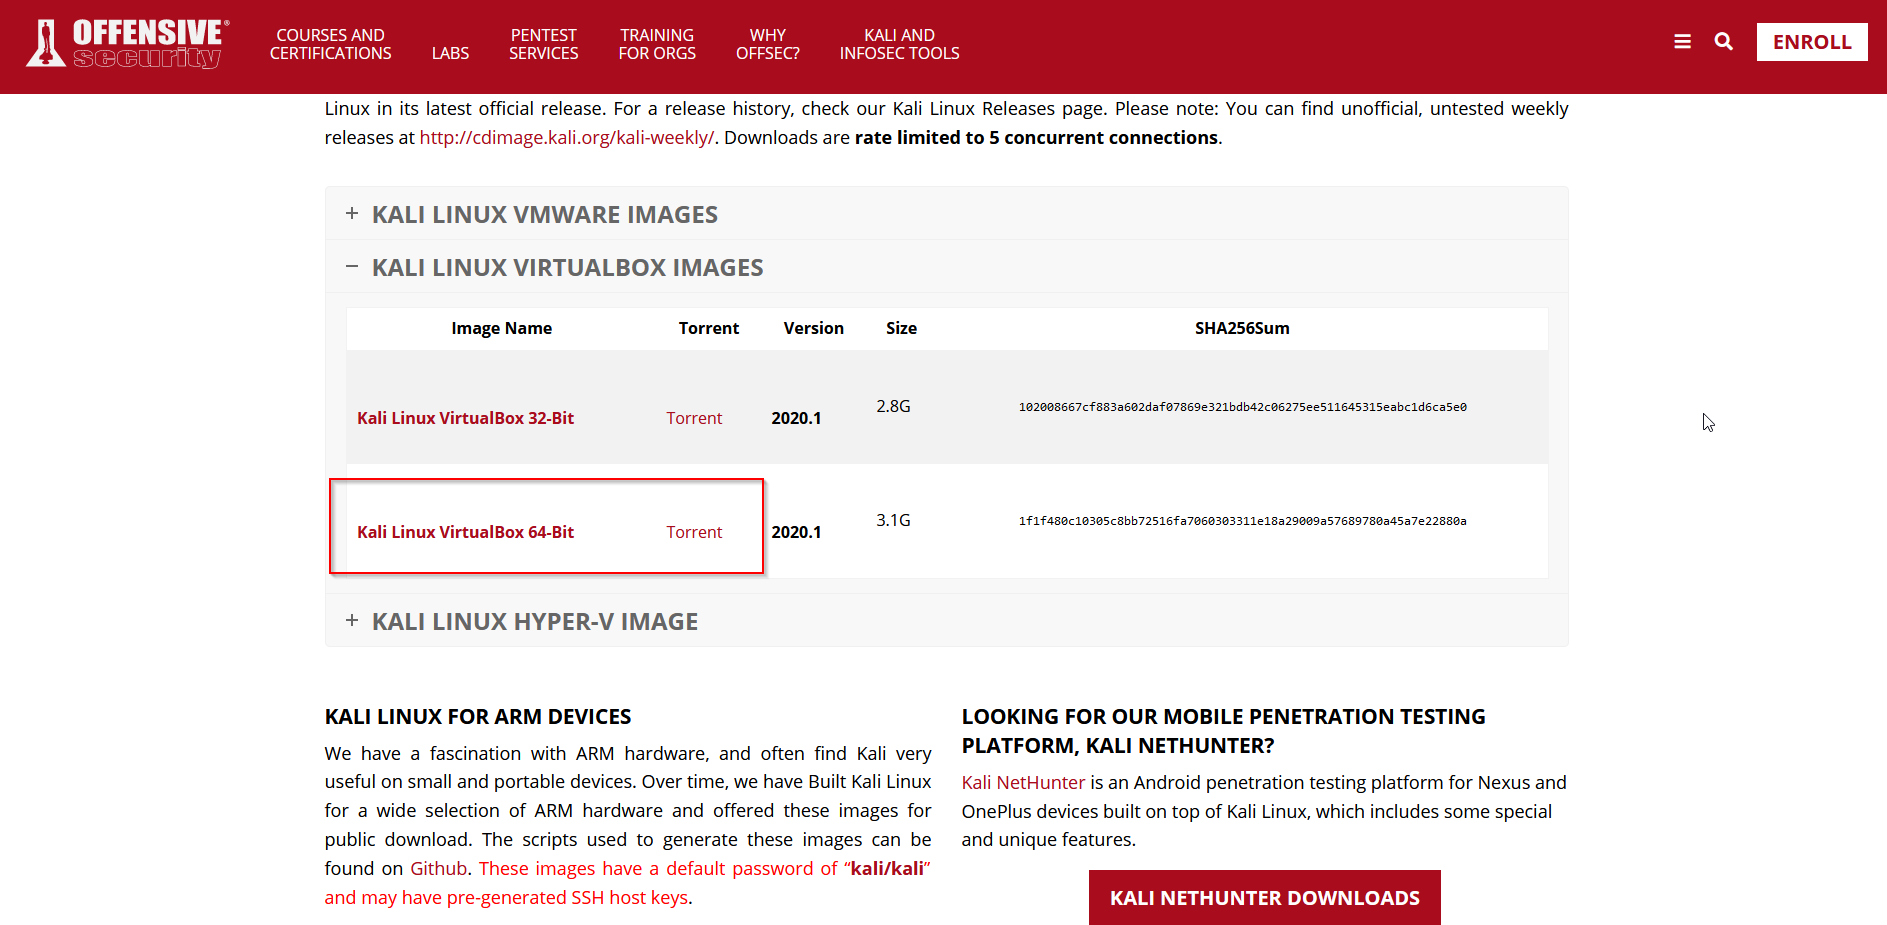 OFFENSIVE®
security
COURSES AND
CERTIFICATIONS
LABS
PENTEST
SERVICES
TRAINING
FOR ORGS
WHY
OFFSEC?
KALI AND
INFOSEC TOOLS
ENROLL
Linux in its latest official release. For a release history, check our Kali Linux Releases page. Please note: You can find unofficial, untested weekly
releases at http://cdimage.kali.org/kali-weekly/. Downloads are rate limited to 5 concurrent connections.
+ KALI LINUX VMWARE IMAGES
− KALI LINUX VIRTUALBOX IMAGES
Image Name Torrent Version Size SHA256Sum
Kali Linux VirtualBox 32-Bit Torrent 2020.1 2.8G 102008667cf883a602daf07869e321bdb42c06275ee511645315eabc1d6ca5e0
Kali Linux VirtualBox 64-Bit Torrent 2020.1 3.1G 1f1f480c10305c8bb72516fa7060303311e18a29009a57689780a45a7e22880a
+ KALI LINUX HYPER-V IMAGE
KALI LINUX FOR ARM DEVICES
We have a fascination with ARM hardware, and often find Kali very
useful on small and portable devices. Over time, we have Built Kali Linux
for a wide selection of ARM hardware and offered these images for
public download. The scripts used to generate these images can be
found on Github. These images have a default password of “kali/kali”
and may have pre-generated SSH host keys.
LOOKING FOR OUR MOBILE PENETRATION TESTING
PLATFORM, KALI NETHUNTER?
Kali NetHunter is an Android penetration testing platform for Nexus and
OnePlus devices built on top of Kali Linux, which includes some special
and unique features.
KALI NETHUNTER DOWNLOADS